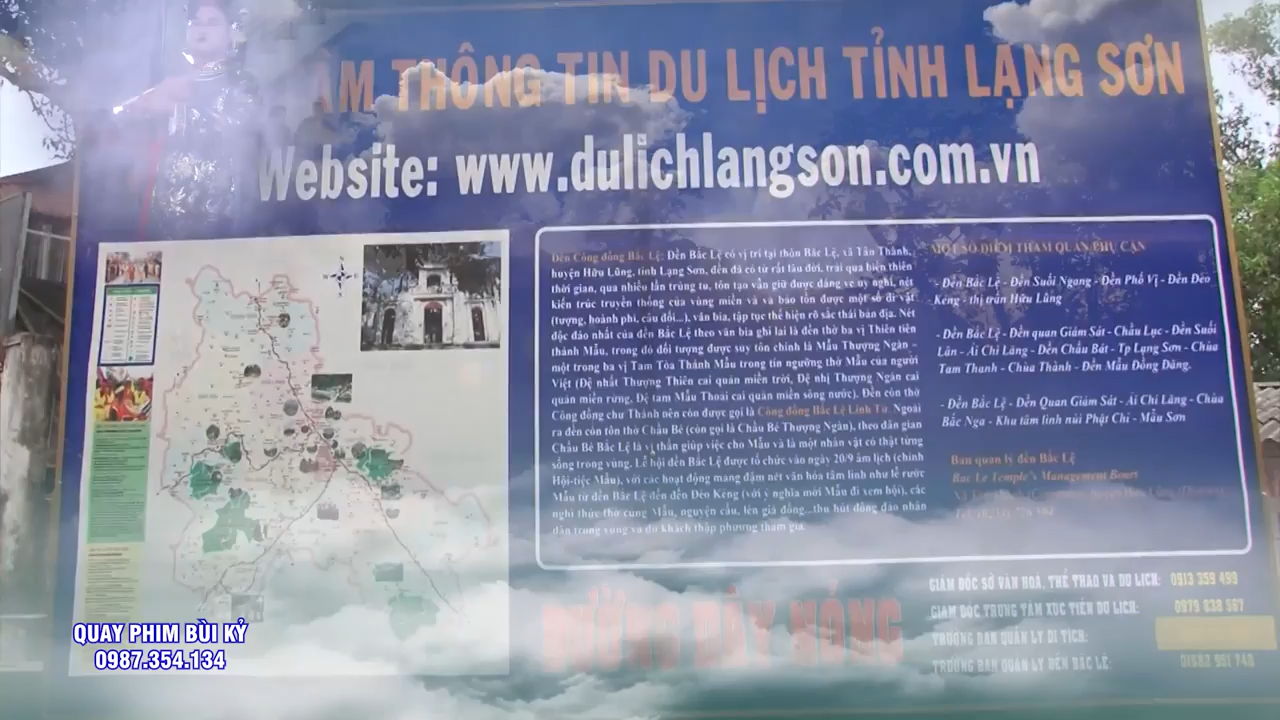 THÔNG TIN DU LỊCH TỈNH LẠNG SƠN
Website: www.dulichlangson.com.vn
Đền Công đồng Bắc Lệ: Đền Bắc Lệ có vị trí tại thôn Bắc Lệ, xã Tân Thành,
huyện Hữu Lũng, tỉnh Lạng Sơn, đền đã có từ rất lâu đời, trải qua biến thiên
thời gian, qua nhiều lần trùng tu, tôn tạo vẫn giữ được dáng vẻ uy nghi, nét
kiến trúc truyền thống của vùng miền và và bảo tồn được một số di vật
(tượng, hoành phi, câu đối...), văn bia, tập tục thể hiện rõ sắc thái bản địa. Nét
độc đáo nhất của đền Bắc Lệ theo văn bia ghi lại là đền thờ ba vị Thiên tiên
thánh Mẫu, trong đó đối tượng được suy tôn chính là Mẫu Thượng Ngàn -
một trong ba vị Tam Tòa Thánh Mẫu trong tín ngưỡng thờ Mẫu của người
Việt (Đệ nhất Thượng Thiên cai quản miền trời, Đệ nhị Thượng Ngàn cai
quản miền rừng, Đệ tam Mẫu Thoải cai quản miền sông nước). Đền còn thờ
Công đồng chư Thánh nên còn được gọi là Công đồng Bắc Lệ Linh Từ. Ngoài
ra đền còn tôn thờ Chầu Bé (còn gọi là Chầu Bé Thượng Ngàn), theo dân gian
Chầu Bé Bắc Lệ là vị thần giúp việc cho Mẫu và là một nhân vật có thật từng
sống trong vùng. Lễ hội đền Bắc Lệ được tổ chức vào ngày 20/9 âm lịch (chính
Hội-tiệc Mẫu), với các hoạt động mang đậm nét văn hóa tâm linh như lễ rước
Mẫu từ đền Bắc Lệ đến đền Đèo Kẻng (với ý nghĩa mời Mẫu đi xem hội), các
nghi thức thờ cúng Mẫu, nguyện cầu, lên giá đồng...thu hút đông đảo nhân
dân trong vùng và du khách thập phương tham gia.
MỘT SỐ ĐIỂM THAM QUAN PHỤ CẬN
- Đền Bắc Lệ - Đền Suối Ngang - Đền Phố Vị - Đền Đèo
Kẻng - thị trấn Hữu Lũng
- Đền Bắc Lệ - Đền quan Giám Sát - Chầu Lục - Đền Suối
Lân - Ải Chi Lăng - Đền Chầu Bát - Tp Lạng Sơn - Chùa
Tam Thanh - Chùa Thành - Đền Mẫu Đồng Đăng.
- Đền Bắc Lệ - Đền Quan Giám Sát - Ải Chi Lăng - Chùa
Bắc Nga - Khu tâm linh núi Phật Chỉ - Mẫu Sơn
Ban quản lý đền Bắc Lệ
Bac Le Temple's Management Bourt
ĐƯỜNG DÂY NÓNG
GIÁM ĐỐC SỞ VĂN HOÁ, THỂ THAO VÀ DU LỊCH: 0913 359 499
GIÁM ĐỐC TRUNG TÂM XÚC TIẾN DU LỊCH:
TRƯỞNG BAN QUẢN LÝ DI TÍCH:
TRƯỞNG BAN QUẢN LÝ ĐỀN BẮC LỆ:
QUAY PHIM BÙI KỶ
0987.354.134